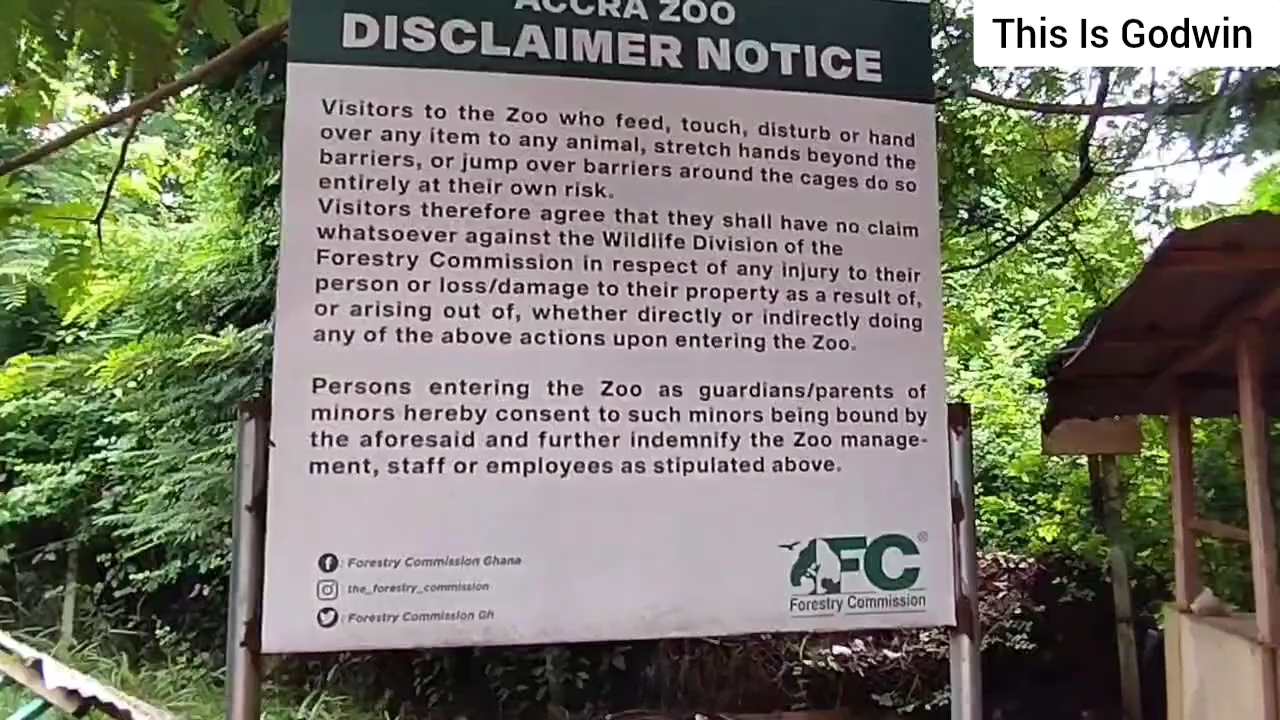 This Is Godwin
ACCRA ZOO
DISCLAIMER NOTICE
Visitors to the Zoo who feed, touch, disturb or hand
over any item to any animal, stretch hands beyond the
barriers, or jump over barriers around the cages do so
entirely at their own risk.
Visitors therefore agree that they shall have no claim
whatsoever against the Wildlife Division of the
Forestry Commission in respect of any injury to their
person or loss/damage to their property as a result of,
or arising out of, whether directly or indirectly doing
any of the above actions upon entering the Zoo.
Persons entering the Zoo as guardians/parents of
minors hereby consent to such minors being bound by
the aforesaid and further indemnify the Zoo manage-
ment, staff or employees as stipulated above.
: Forestry Commission Ghana
: the_forestry_commission
: Forestry Commission Gh
FC®
Forestry Commission